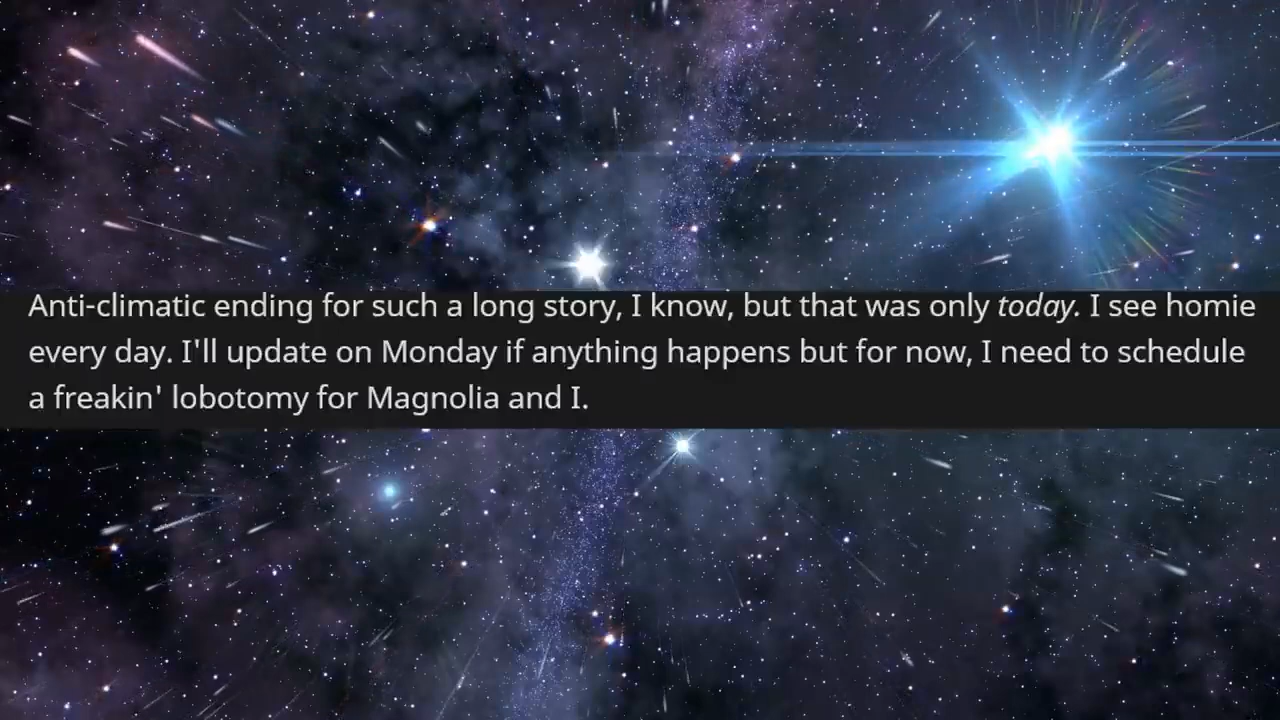 Anti-climatic ending for such a long story, I know, but that was only today. I see homie
every day. I'll update on Monday if anything happens but for now, I need to schedule
a freakin' lobotomy for Magnolia and I.